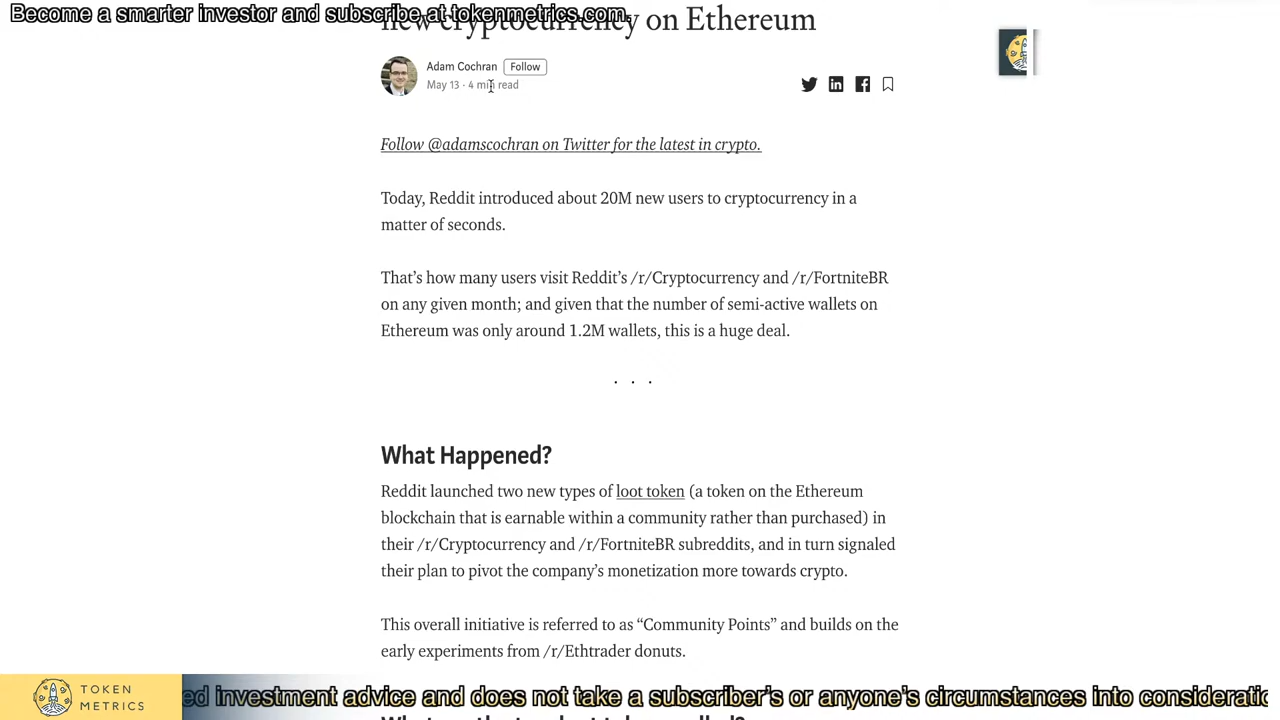 Become a smarter investor and subscribe at tokenmetrics.com.
new cryptocurrency on Ethereum
Adam Cochran Follow
May 13 · 4 min read
Follow @adamscochran on Twitter for the latest in crypto.
Today, Reddit introduced about 20M new users to cryptocurrency in a
matter of seconds.
That’s how many users visit Reddit’s /r/Cryptocurrency and /r/FortniteBR
on any given month; and given that the number of semi-active wallets on
Ethereum was only around 1.2M wallets, this is a huge deal.
. . .
What Happened?
Reddit launched two new types of loot token (a token on the Ethereum
blockchain that is earnable within a community rather than purchased) in
their /r/Cryptocurrency and /r/FortniteBR subreddits, and in turn signaled
their plan to pivot the company’s monetization more towards crypto.
This overall initiative is referred to as “Community Points” and builds on the
early experiments from /r/Ethtrader donuts.
TOKEN
METRICS
ed investment advice and does not take a subscriber's or anyone's circumstances into consideratio